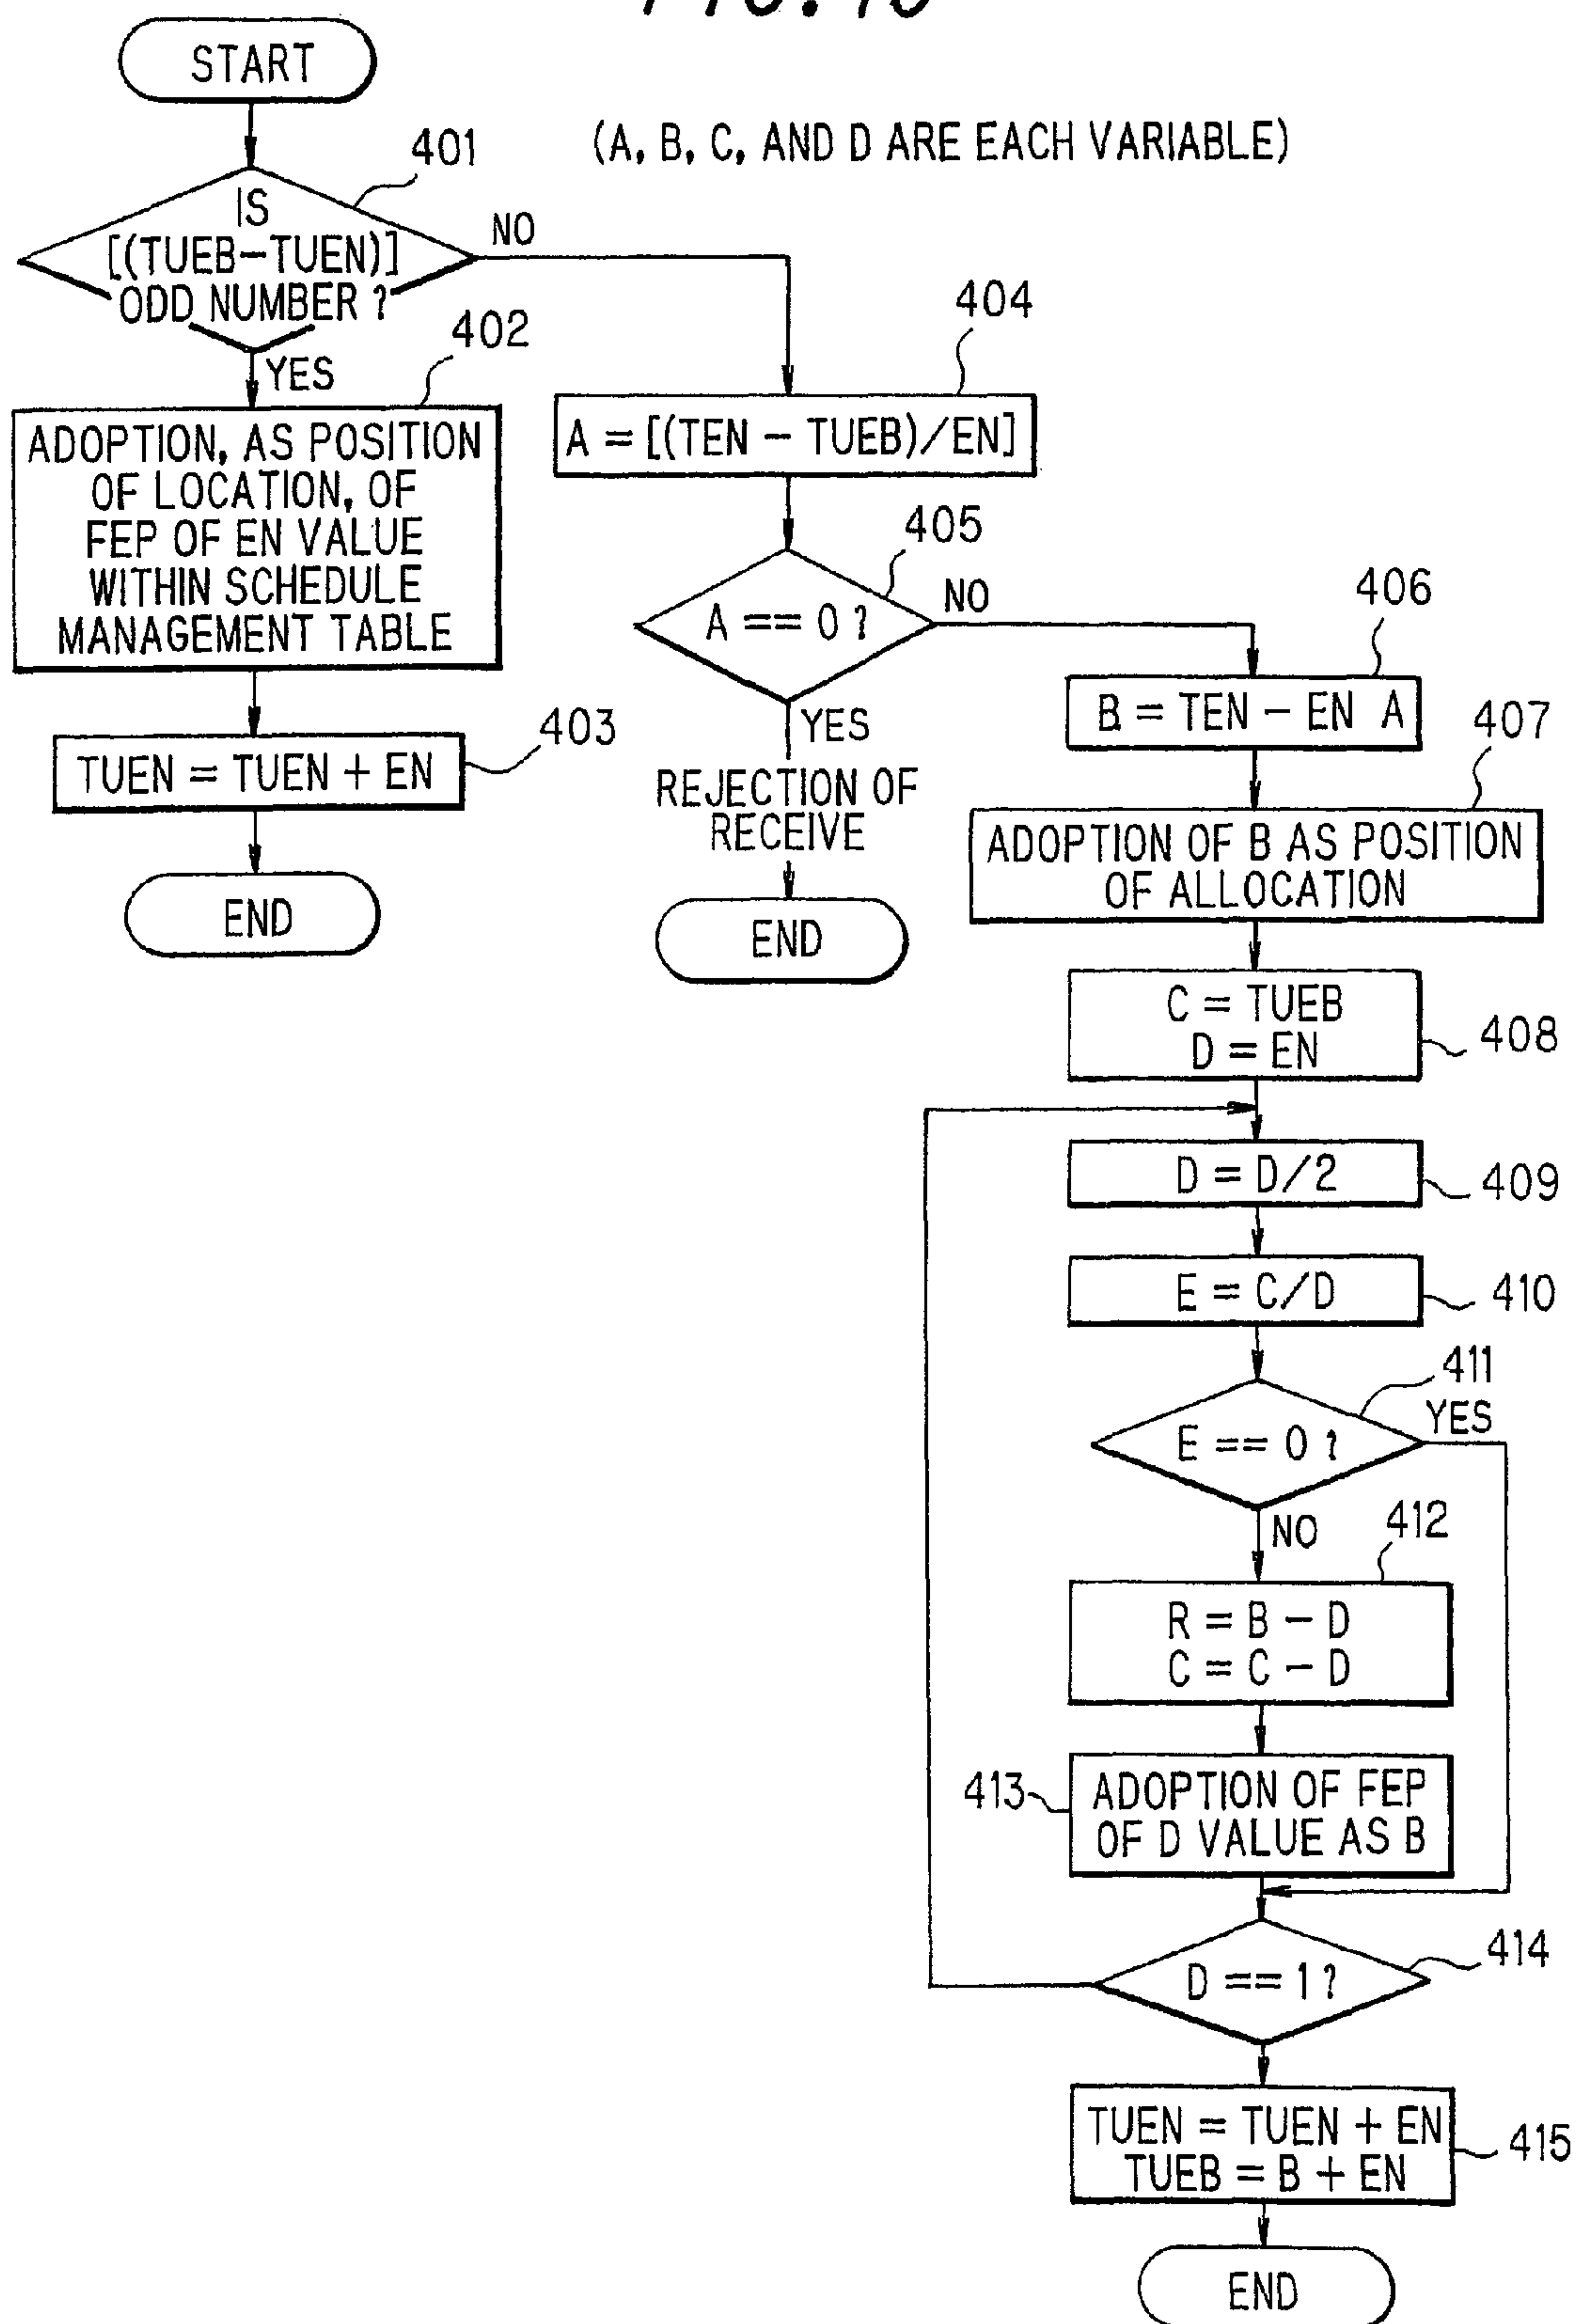 START
(A, B, C, AND D ARE EACH VARIABLE)
401
IS
[(TUEB-TUEN)]
ODD NUMBER ?
NO
YES
402
ADOPTION, AS POSITION
OF LOCATION, OF
FEP OF EN VALUE
WITHIN SCHEDULE
MANAGEMENT TABLE
TUEN = TUEN + EN
403
END
404
A = [(TEN - TUEB)/EN]
405
A == 0 ?
NO
YES
REJECTION OF
RECEIVE
END
406
B = TEN - EN A
407
ADOPTION OF B AS POSITION
OF ALLOCATION
C = TUEB
D = EN
408
D = D/2
409
E = C/D
410
411
E == 0 ?
YES
NO
412
R = B - D
C = C - D
413
ADOPTION OF FEP
OF D VALUE AS B
D == 1 ?
414
TUEN = TUEN + EN
TUEB = B + EN
415
END